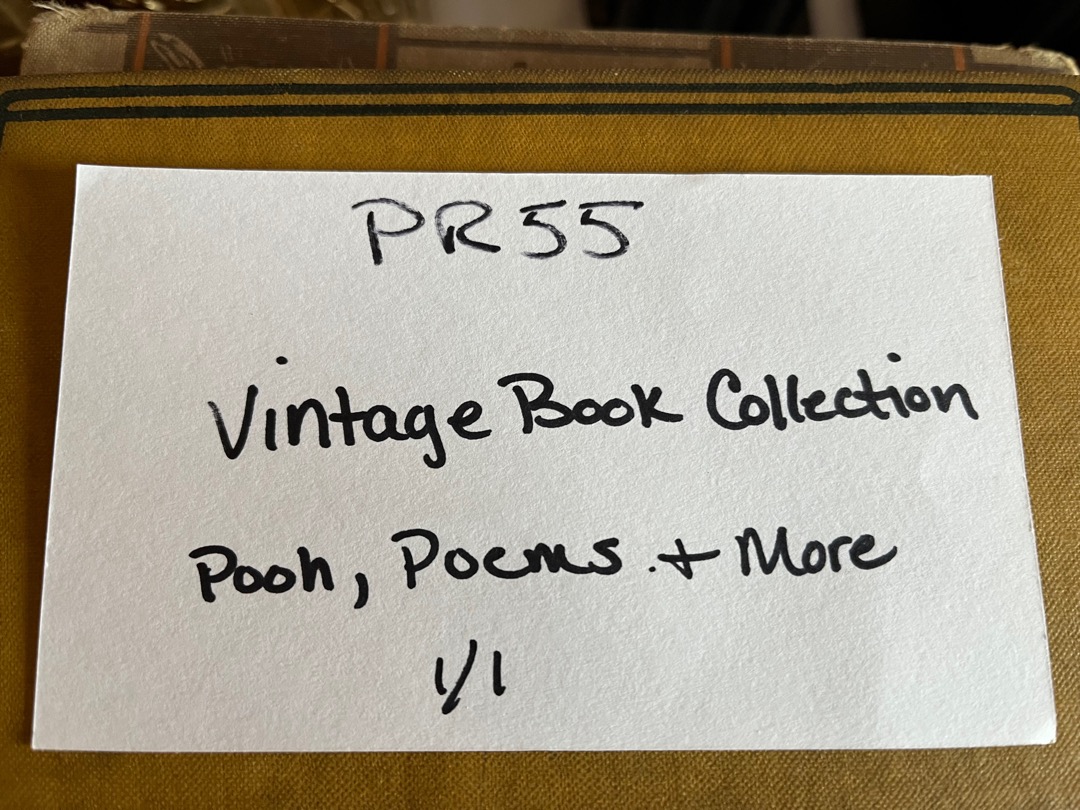 PR55
Vintage Book Collection
Pooh, Poems + More
1/1